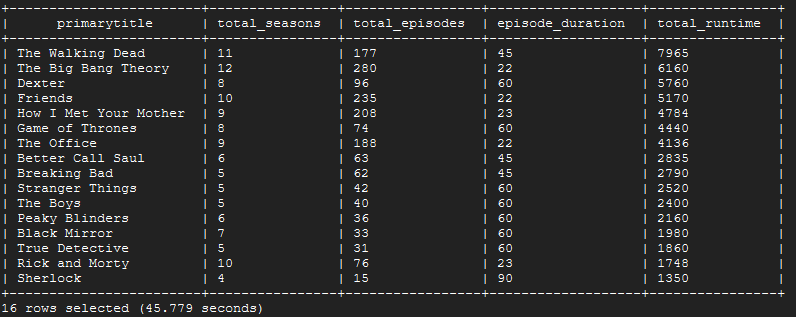 +--------------------------+-----------------+------------------+-------------------+-----------------+
|      primarytitle        | total_seasons   | total_episodes   | episode_duration  | total_runtime   |
+--------------------------+-----------------+------------------+-------------------+-----------------+
| The Walking Dead         | 11              | 177              | 45                | 7965            |
| The Big Bang Theory      | 12              | 280              | 22                | 6160            |
| Dexter                   | 8               | 96               | 60                | 5760            |
| Friends                  | 10              | 235              | 22                | 5170            |
| How I Met Your Mother    | 9               | 208              | 23                | 4784            |
| Game of Thrones          | 8               | 74               | 60                | 4440            |
| The Office               | 9               | 188              | 22                | 4136            |
| Better Call Saul         | 6               | 63               | 45                | 2835            |
| Breaking Bad             | 5               | 62               | 45                | 2790            |
| Stranger Things          | 5               | 42               | 60                | 2520            |
| The Boys                 | 5               | 40               | 60                | 2400            |
| Peaky Blinders           | 6               | 36               | 60                | 2160            |
| Black Mirror             | 7               | 33               | 60                | 1980            |
| True Detective           | 5               | 31               | 60                | 1860            |
| Rick and Morty           | 10              | 76               | 23                | 1748            |
| Sherlock                 | 4               | 15               | 90                | 1350            |
+--------------------------+-----------------+------------------+-------------------+-----------------+
16 rows selected (45.779 seconds)